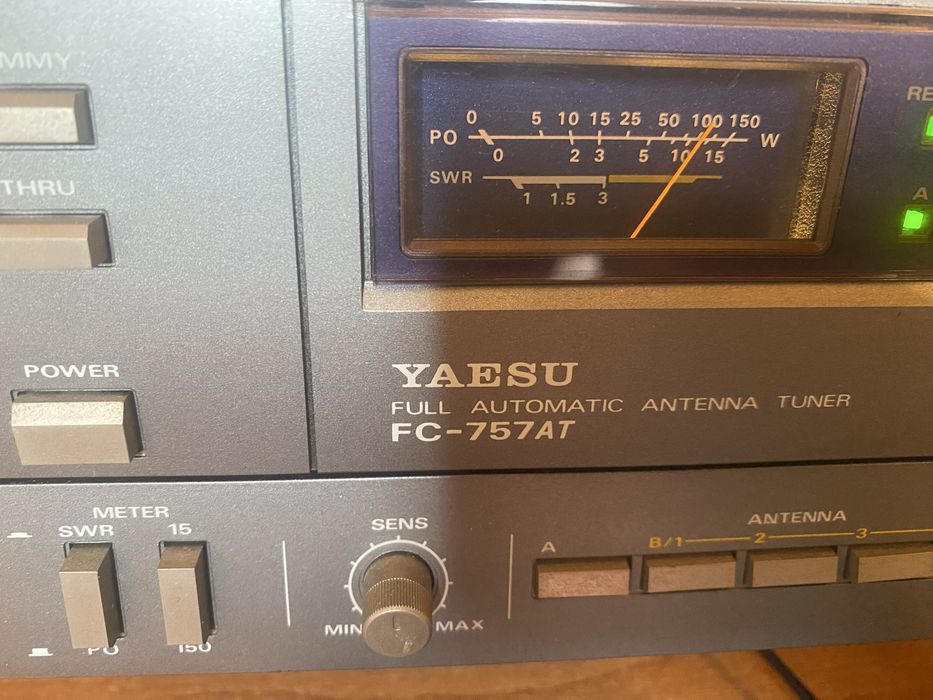 MMY
THRU
POWER
0 5 10 15 25 50 100 150
PO W
0 2 3 5 10 15
SWR
1 1.5 3
RE
A
YAESU
FULL AUTOMATIC ANTENNA TUNER
FC-757AT
METER
SWR 15
PO 150
SENS
MIN MAX
ANTENNA
A B/1 2 3